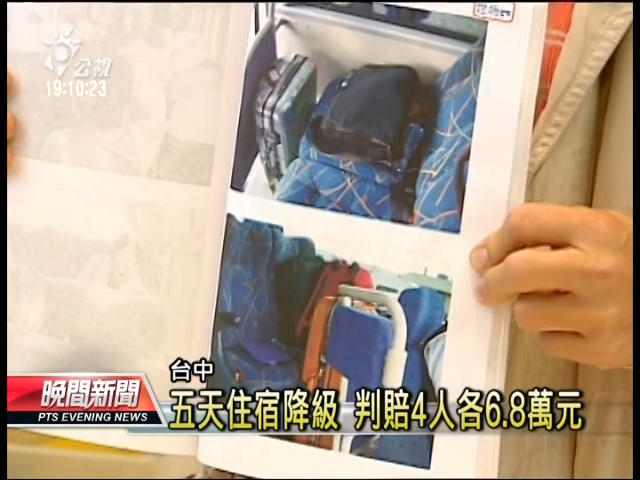 公視
19:10:23
台中
晚間新聞
PTS EVENING NEWS
五天住宿降級 判賠4人各6.8萬元